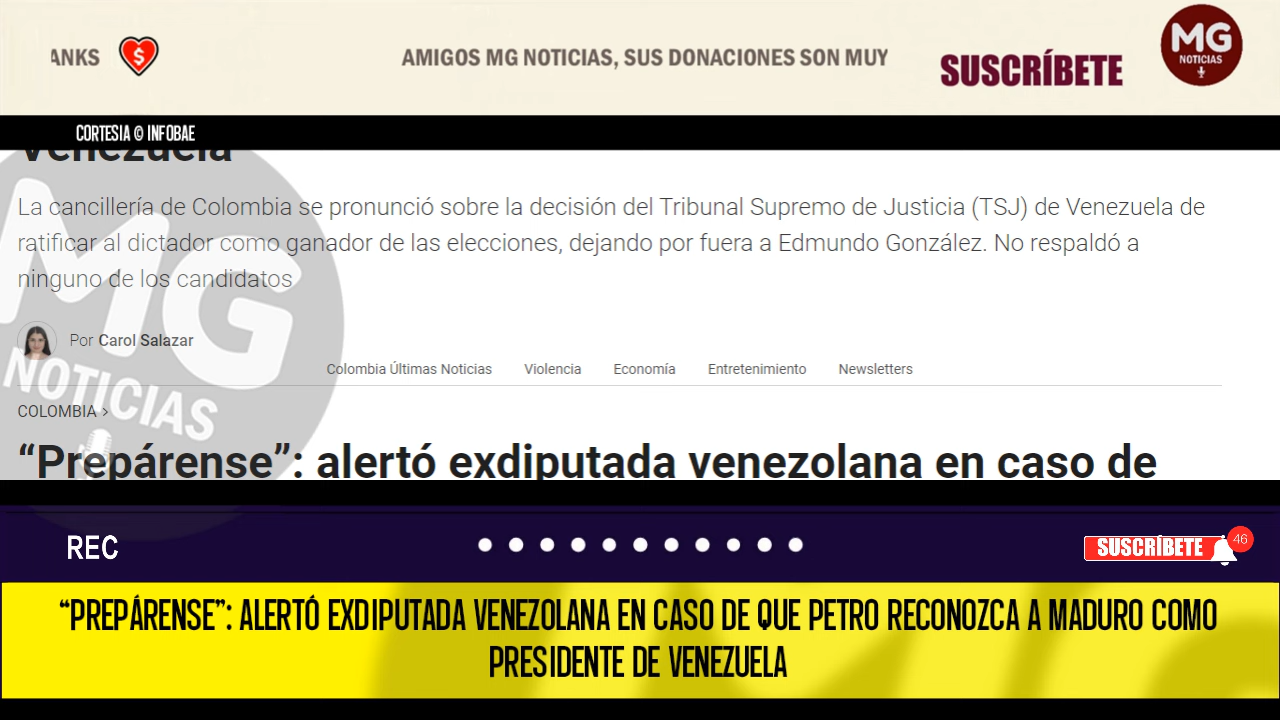 ANKS
AMIGOS MG NOTICIAS, SUS DONACIONES SON MUY
SUSCRÍBETE
MG
NOTICIAS
CORTESIA © INFOBAE
Venezuela
La cancillería de Colombia se pronunció sobre la decisión del Tribunal Supremo de Justicia (TSJ) de Venezuela de
ratificar al dictador como ganador de las elecciones, dejando por fuera a Edmundo González. No respaldó a
ninguno de los candidatos
MG
NOTICIAS
Por Carol Salazar
Colombia Últimas Noticias Violencia Economía Entretenimiento Newsletters
COLOMBIA >
“Prepárense”: alertó exdiputada venezolana en caso de
REC
SUSCRÍBETE
46
“PREPÁRENSE”: ALERTÓ EXDIPUTADA VENEZOLANA EN CASO DE QUE PETRO RECONOZCA A MADURO COMO
PRESIDENTE DE VENEZUELA